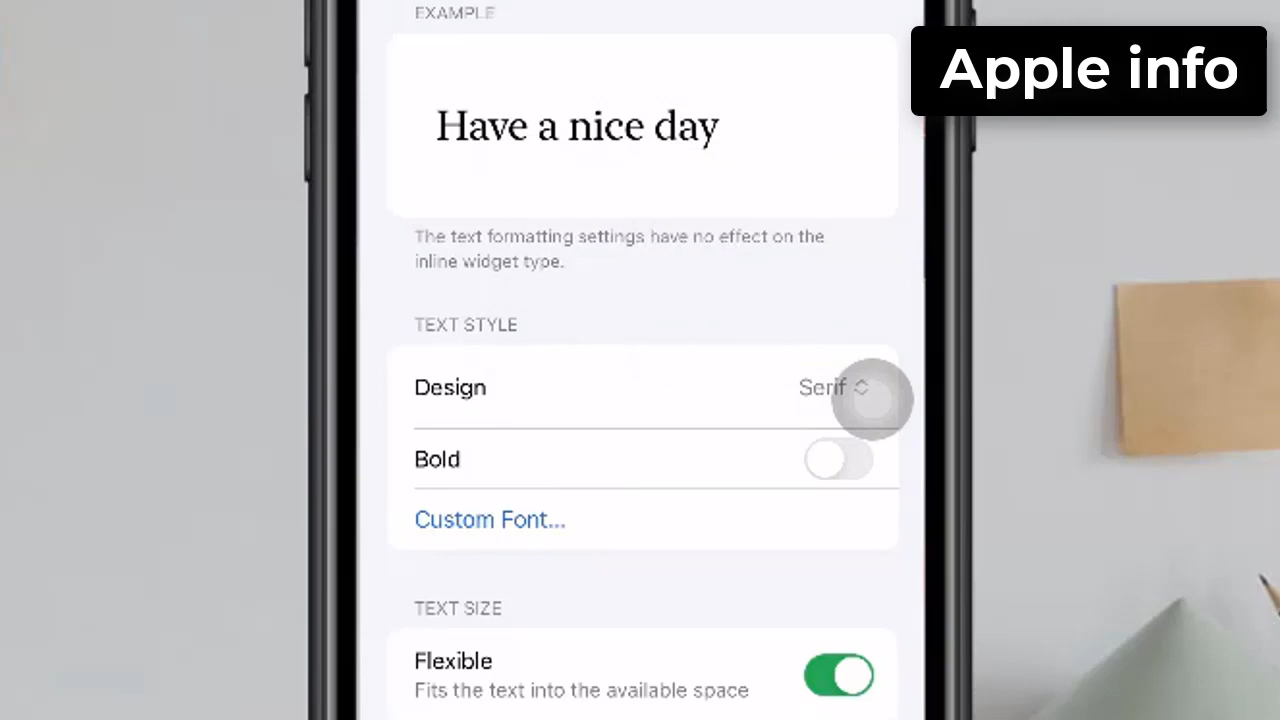 EXAMPLE
Apple info
Have a nice day
The text formatting settings have no effect on the
inline widget type.
TEXT STYLE
Design Serif
Bold
Custom Font...
TEXT SIZE
Flexible
Fits the text into the available space